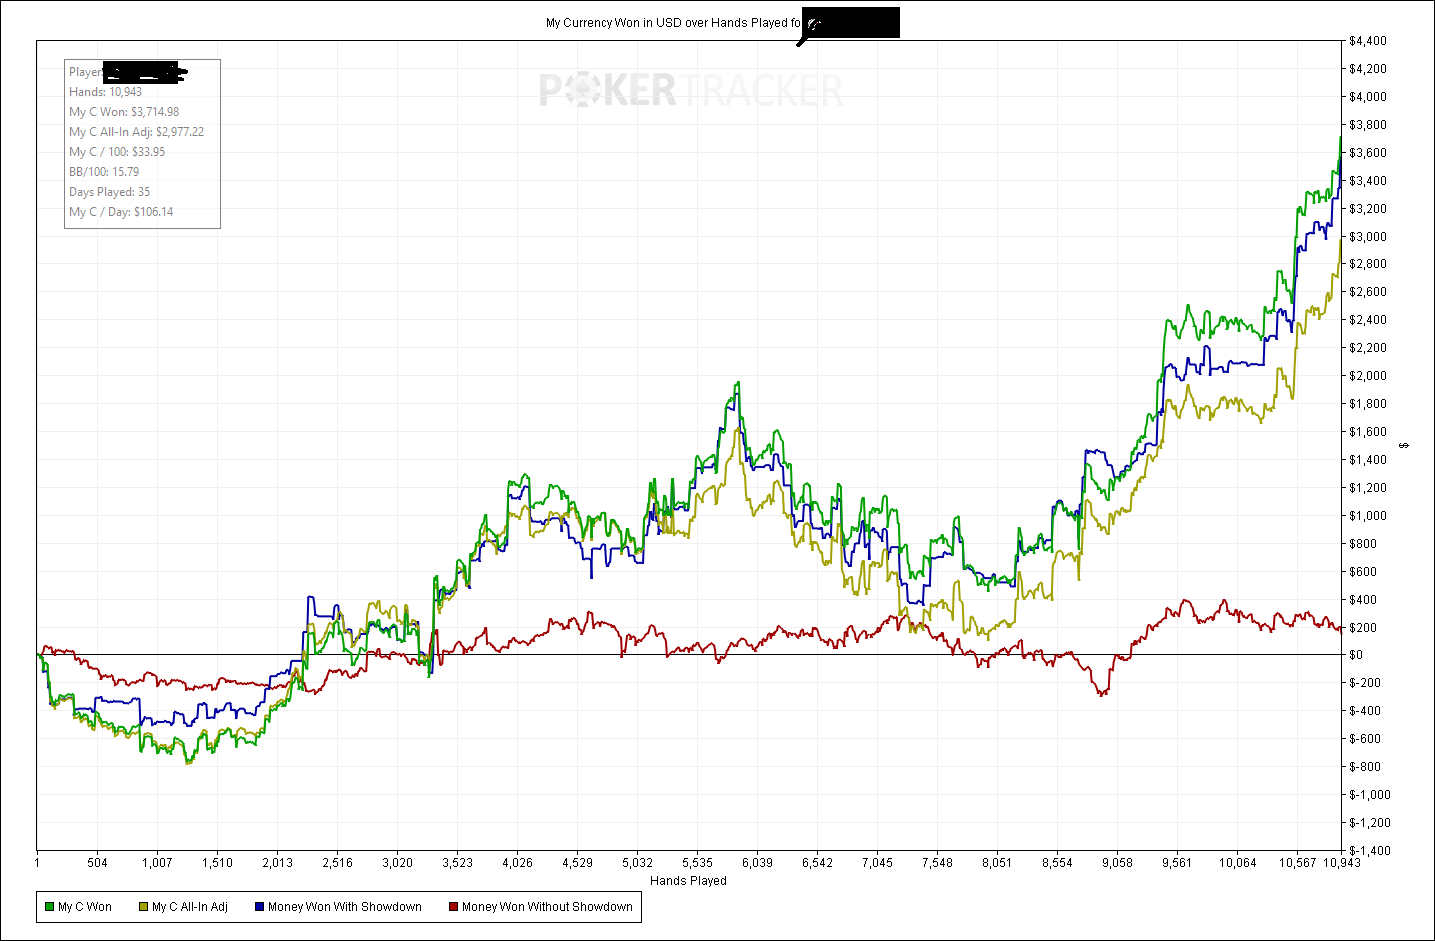 My Currency Won in USD over Hands Played fo
POKERTRACKER
Player:
Hands: 10,943
My C Won: $3,714.98
My C All-In Adj: $2,977.22
My C / 100: $33.95
BB/100: 15.79
Days Played: 35
My C / Day: $106.14
$4,400
$4,200
$4,000
$3,800
$3,600
$3,400
$3,200
$3,000
$2,800
$2,600
$2,400
$2,200
$2,000
$1,800
$1,600
$1,400
$1,200
$1,000
$800
$600
$400
$200
$0
$-200
$-400
$-600
$-800
$-1,000
$-1,200
$-1,400
$
1 504 1,007 1,510 2,013 2,516 3,020 3,523 4,026 4,529 5,032 5,535 6,039 6,542 7,045 7,548 8,051 8,554 9,058 9,561 10,064 10,567 10,943
Hands Played
My C Won My C All-In Adj Money Won With Showdown Money Won Without Showdown